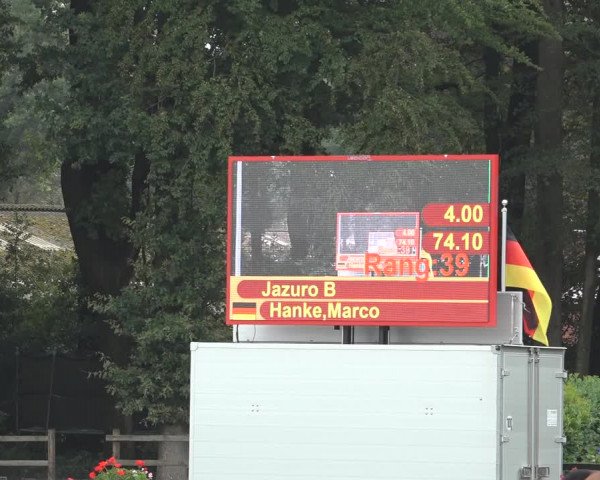 4.00
74.10
Rang:39
Jazuro B
Hanke,Marco